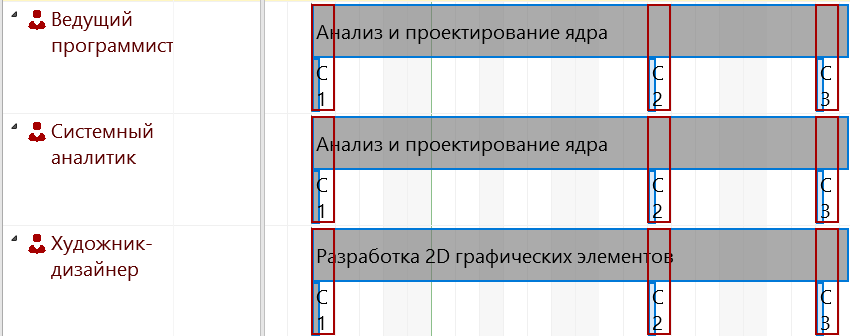 Ведущий
программист
Анализ и проектирование ядра
С
1
С
2
С
3
Системный
аналитик
Анализ и проектирование ядра
С
1
С
2
С
3
Художник-
дизайнер
Разработка 2D графических элементов
С
1
С
2
С
3